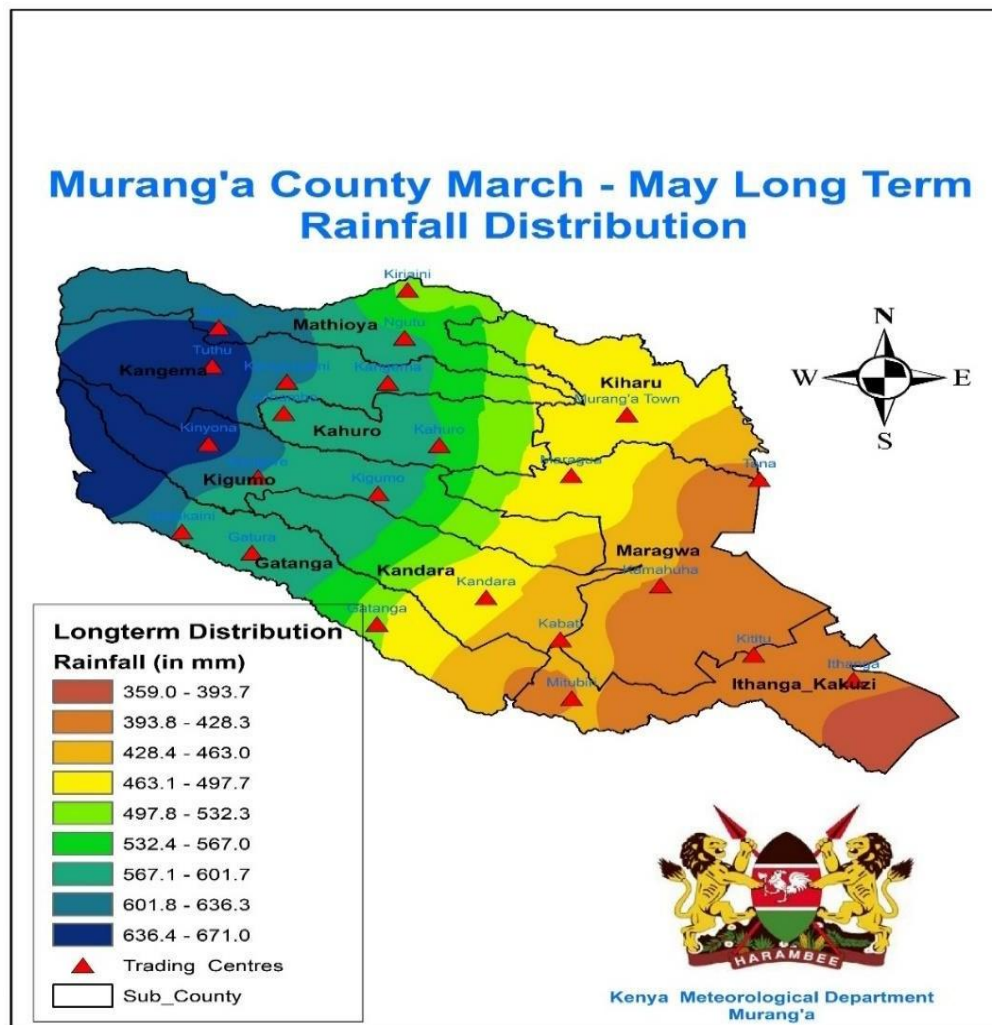 Murang'a County March - May Long Term
Rainfall Distribution
Kiriaini
Mathioya
Ngutu
Tuthu
Kangema
Kangema
Kiharu
Murang'a Town
Kahuro
Kinyona
Kahuro
Maragua
Tana
Kigumo
Kigumo
Gatura
Gatanga
Kandara
Maragwa
Kamahuha
Kandara
Gatanga
Kabati
Kititu
Ithanga
Mitubiri
Ithanga_Kakuzi
N
W
E
S
Longterm Distribution
Rainfall (in mm)
359.0 - 393.7
393.8 - 428.3
428.4 - 463.0
463.1 - 497.7
497.8 - 532.3
532.4 - 567.0
567.1 - 601.7
601.8 - 636.3
636.4 - 671.0
Trading Centres
Sub_County
HARAMBEE
Kenya Meteorological Department
Murang'a